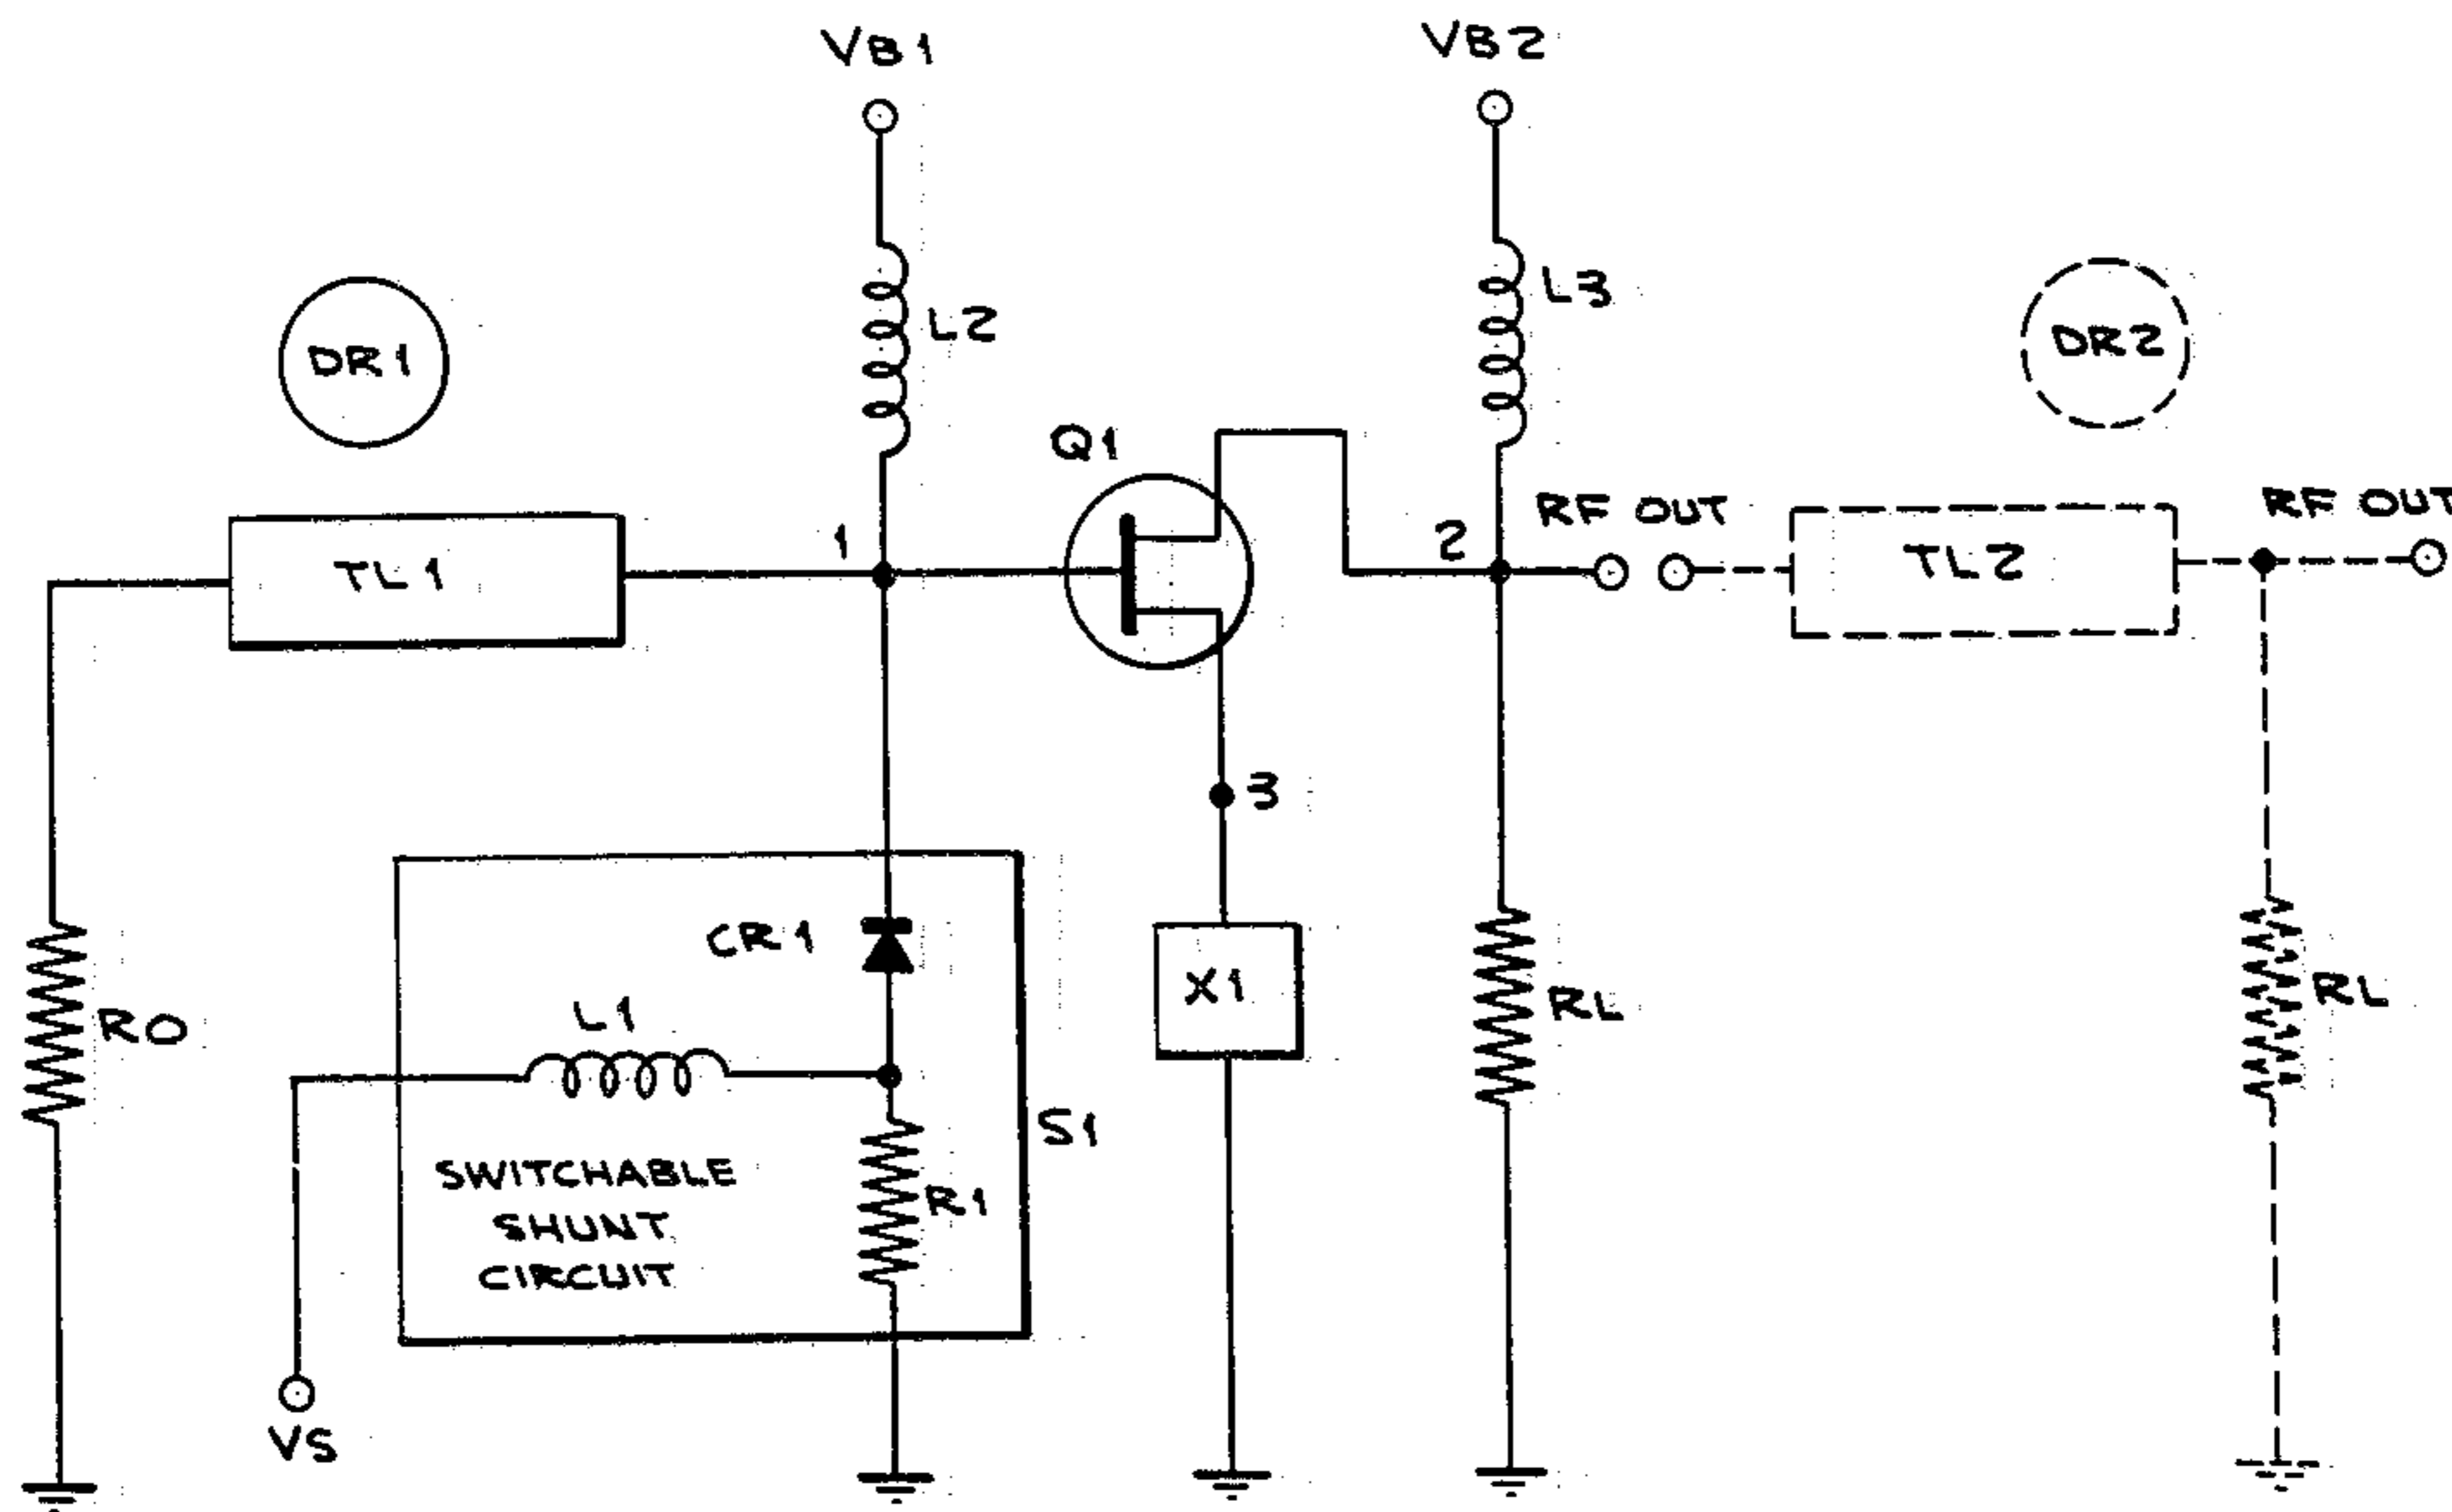 VB1
VB2
DR1
L2
L3
DR2
Q1
RF OUT
RF OUT
TL1
1
2
TL2
3
CR1
X1
RL
RL
L1
R0
S1
SWITCHABLE
SHUNT
CIRCUIT
R1
VS